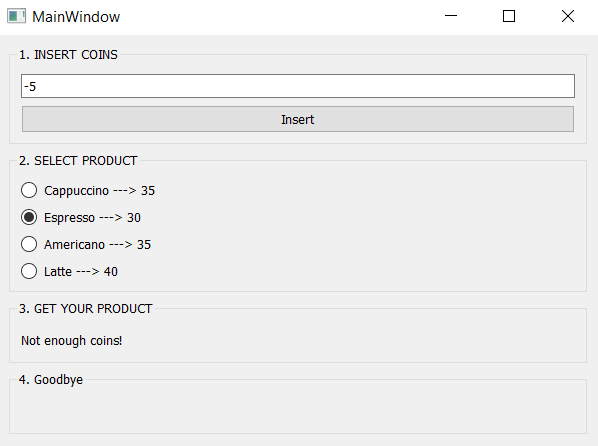 MainWindow
1. INSERT COINS
-5
Insert
2. SELECT PRODUCT
Cappuccino ---> 35
Espresso ---> 30
Americano ---> 35
Latte ---> 40
3. GET YOUR PRODUCT
Not enough coins!
4. Goodbye